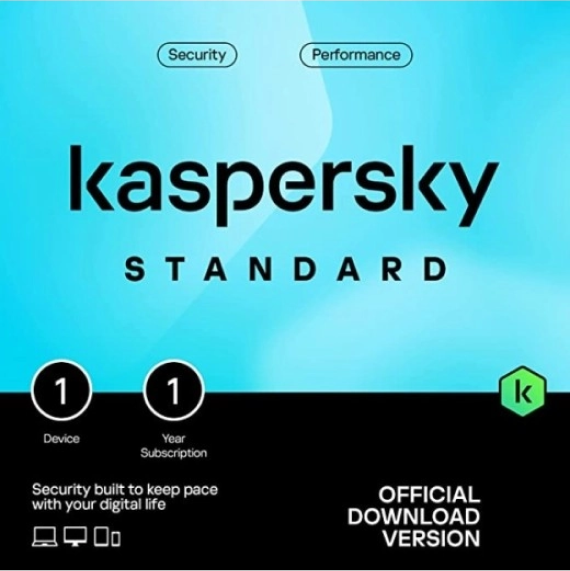 Security
Performance
kaspersky
STANDARD
1
1
Device
Year
Subscription
k
Security built to keep pace
with your digital life
OFFICIAL
DOWNLOAD
VERSION